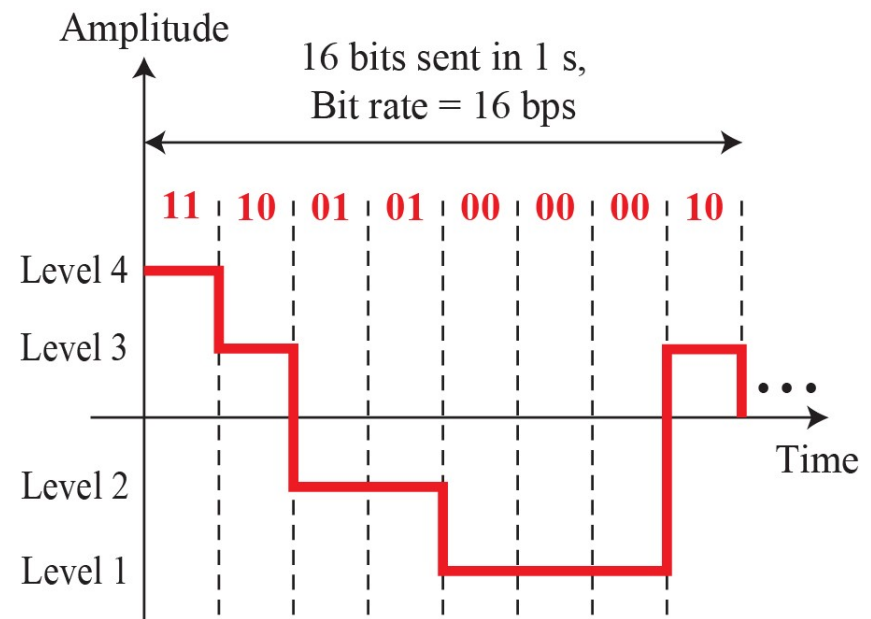 Amplitude
16 bits sent in 1 s,
Bit rate = 16 bps
11 10 01 01 00 00 00 10
Level 4
Level 3
Time
Level 2
Level 1